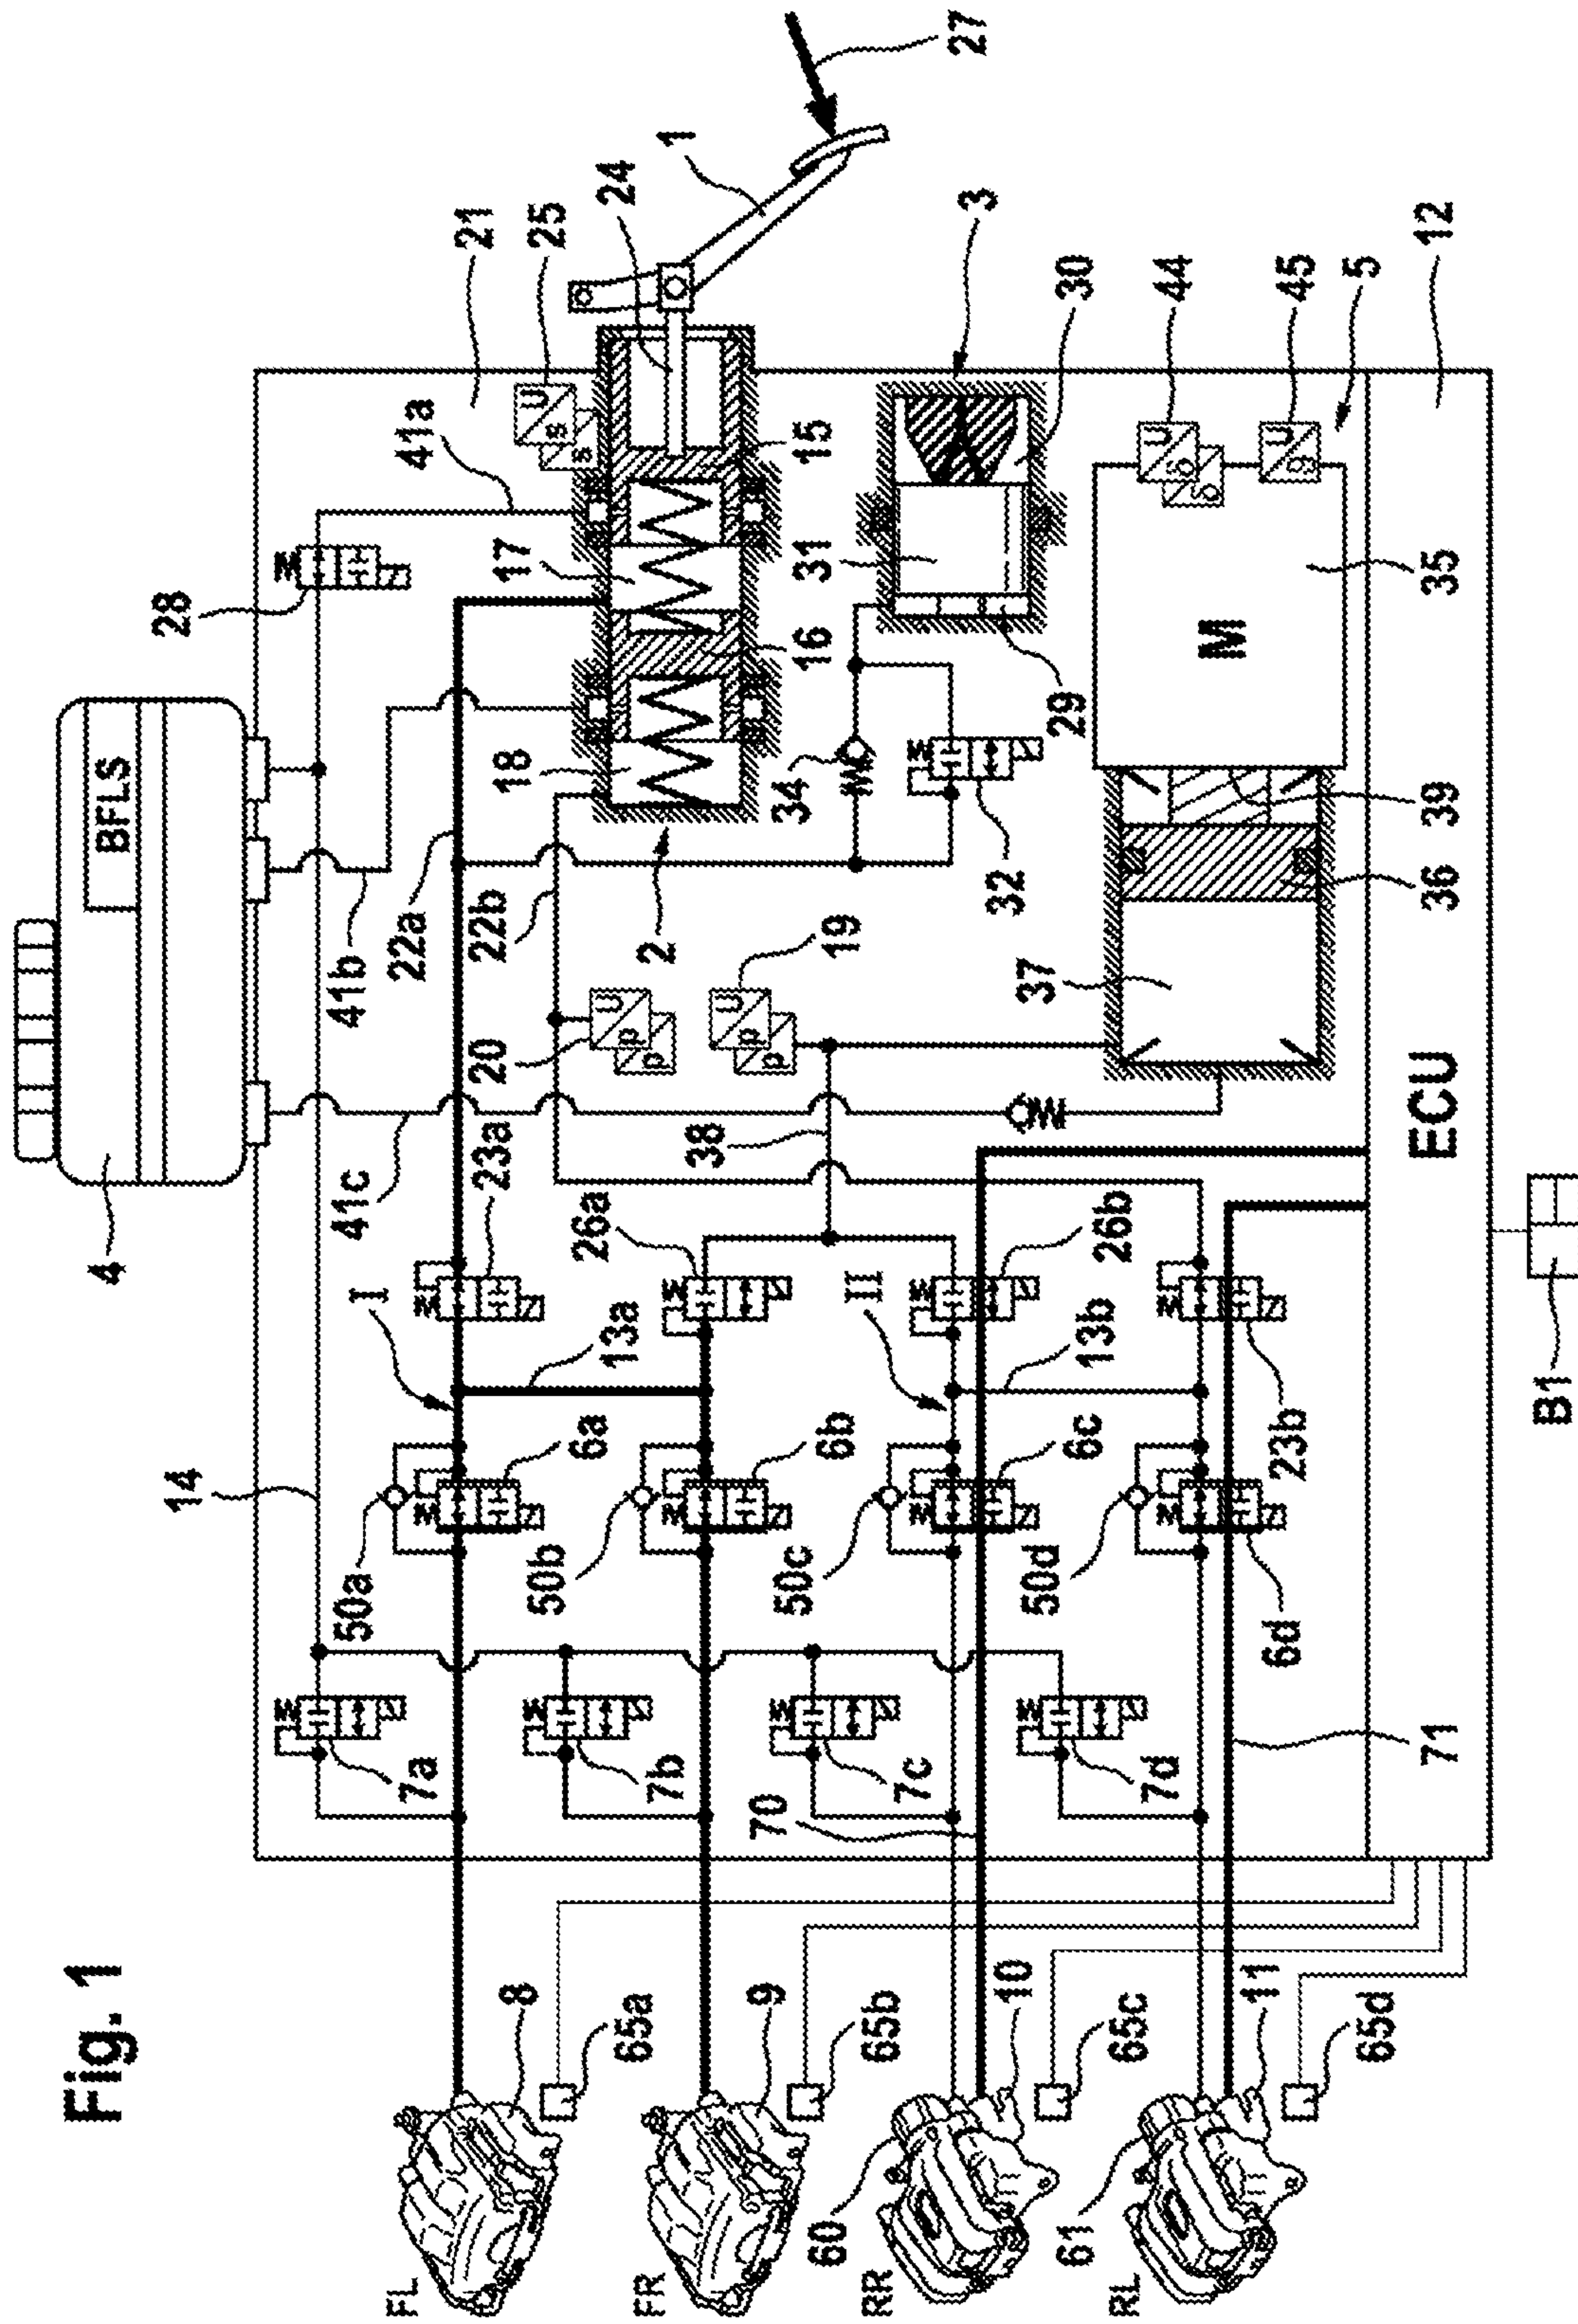 Fig. 1
4
BFLS
28
14
41b
41c
41a
21
25
24
1
27
22a
22b
17
18
15
16
2
3
30
31
29
34
32
19
20
U
s
s
U
p
p
U
p
p
44
45
5
12
U
δ
δ
U
θ
M
35
39
36
37
38
ECU
B1
23a
26a
26b
23b
I
II
13a
13b
50a
50b
50c
50d
6a
6b
6c
6d
7a
7b
7c
7d
70
71
8
9
10
11
65a
65b
65c
65d
60
61
FL
FR
RR
RL